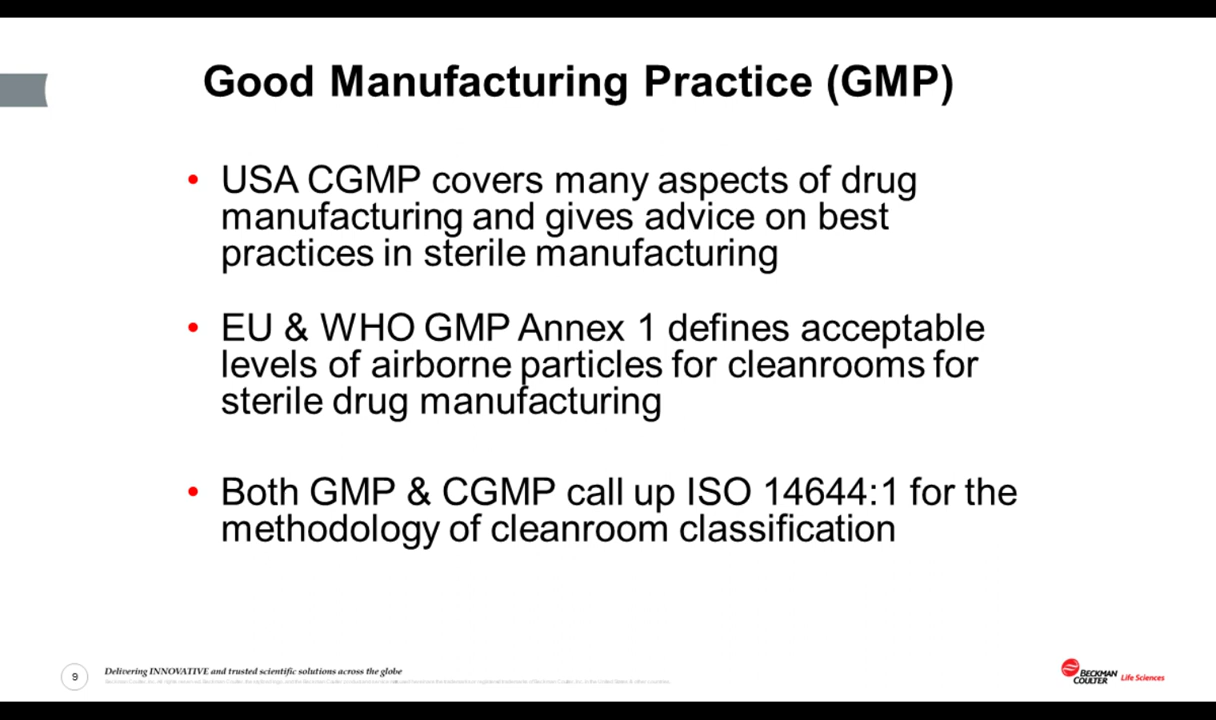 Good Manufacturing Practice (GMP)
• USA CGMP covers many aspects of drug
manufacturing and gives advice on best
practices in sterile manufacturing
• EU & WHO GMP Annex 1 defines acceptable
levels of airborne particles for cleanrooms for
sterile drug manufacturing
• Both GMP & CGMP call up ISO 14644:1 for the
methodology of cleanroom classification
9
Delivering INNOVATIVE and trusted scientific solutions across the globe
BECKMAN
COULTER Life Sciences